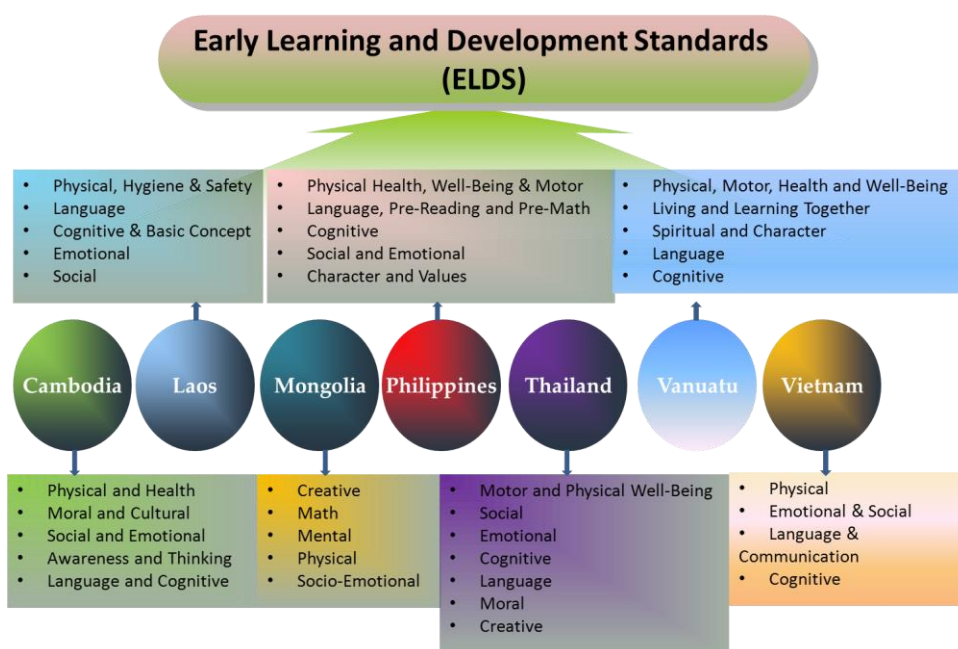 Early Learning and Development Standards
(ELDS)
• Physical, Hygiene & Safety
• Language
• Cognitive & Basic Concept
• Emotional
• Social
• Physical Health, Well-Being & Motor
• Language, Pre-Reading and Pre-Math
• Cognitive
• Social and Emotional
• Character and Values
• Physical, Motor, Health and Well-Being
• Living and Learning Together
• Spiritual and Character
• Language
• Cognitive
Cambodia
Laos
Mongolia
Philippines
Thailand
Vanuatu
Vietnam
• Physical and Health
• Moral and Cultural
• Social and Emotional
• Awareness and Thinking
• Language and Cognitive
• Creative
• Math
• Mental
• Physical
• Socio-Emotional
• Motor and Physical Well-Being
• Social
• Emotional
• Cognitive
• Language
• Moral
• Creative
• Physical
• Emotional & Social
• Language &
Communication
• Cognitive